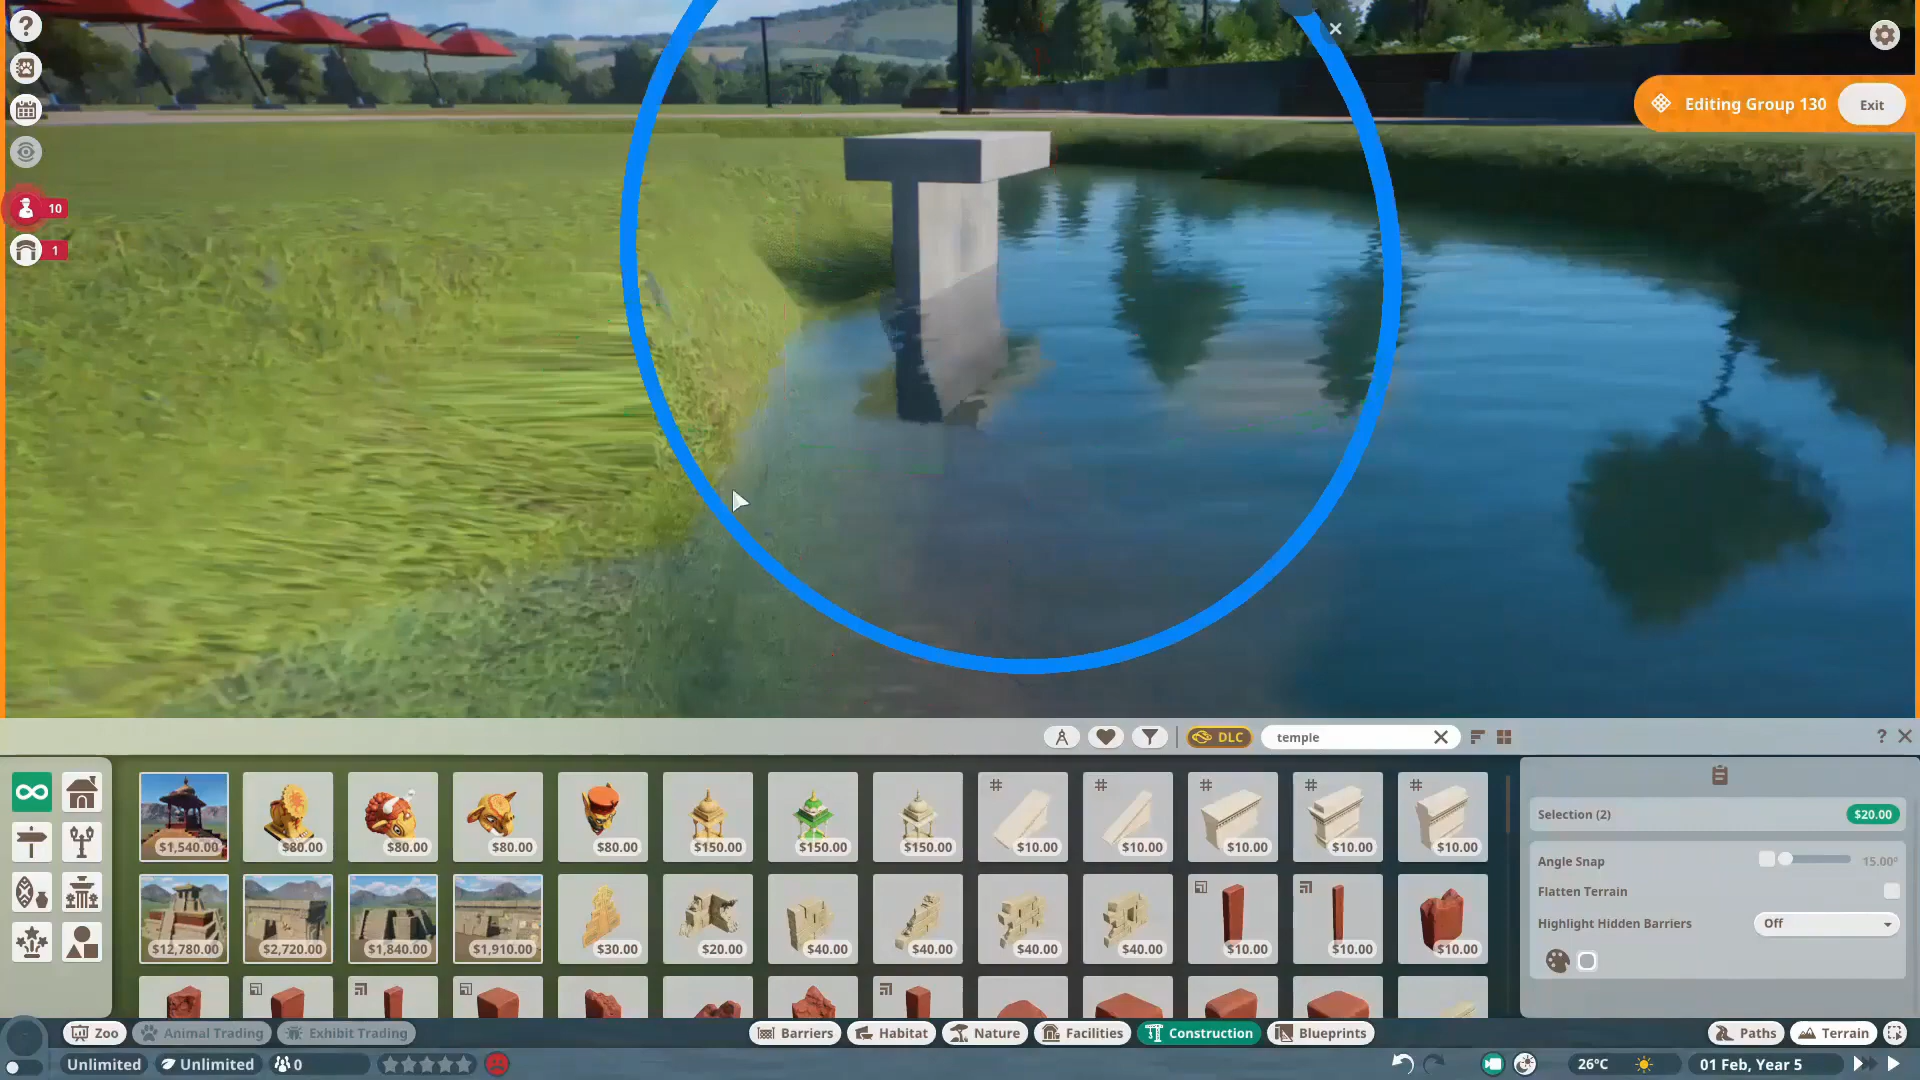 ?
Editing Group 130
Exit
10
1
DLC
temple
?
$1,540.00
$80.00
$80.00
$80.00
$80.00
$150.00
$150.00
$150.00
$10.00
$10.00
$10.00
$10.00
$10.00
$12,780.00
$2,720.00
$1,840.00
$1,910.00
$30.00
$20.00
$40.00
$40.00
$40.00
$40.00
$10.00
$10.00
$10.00
Selection (2)
$20.00
Angle Snap
15.00°
Flatten Terrain
Highlight Hidden Barriers
Off
Zoo
Animal Trading
Exhibit Trading
Barriers
Habitat
Nature
Facilities
Construction
Blueprints
Paths
Terrain
Unlimited
Unlimited
0
26°C
01 Feb, Year 5